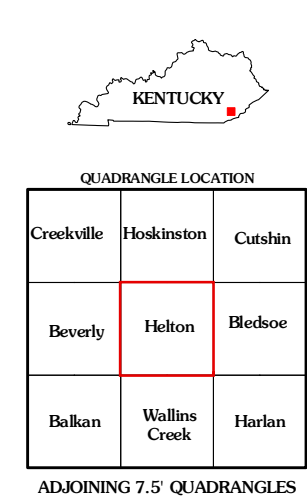 KENTUCKY
QUADRANGLE LOCATION
Creekville Hoskinston Cutshin
Beverly Helton Bledsoe
Balkan Wallins Creek Harlan
ADJOINING 7.5' QUADRANGLES